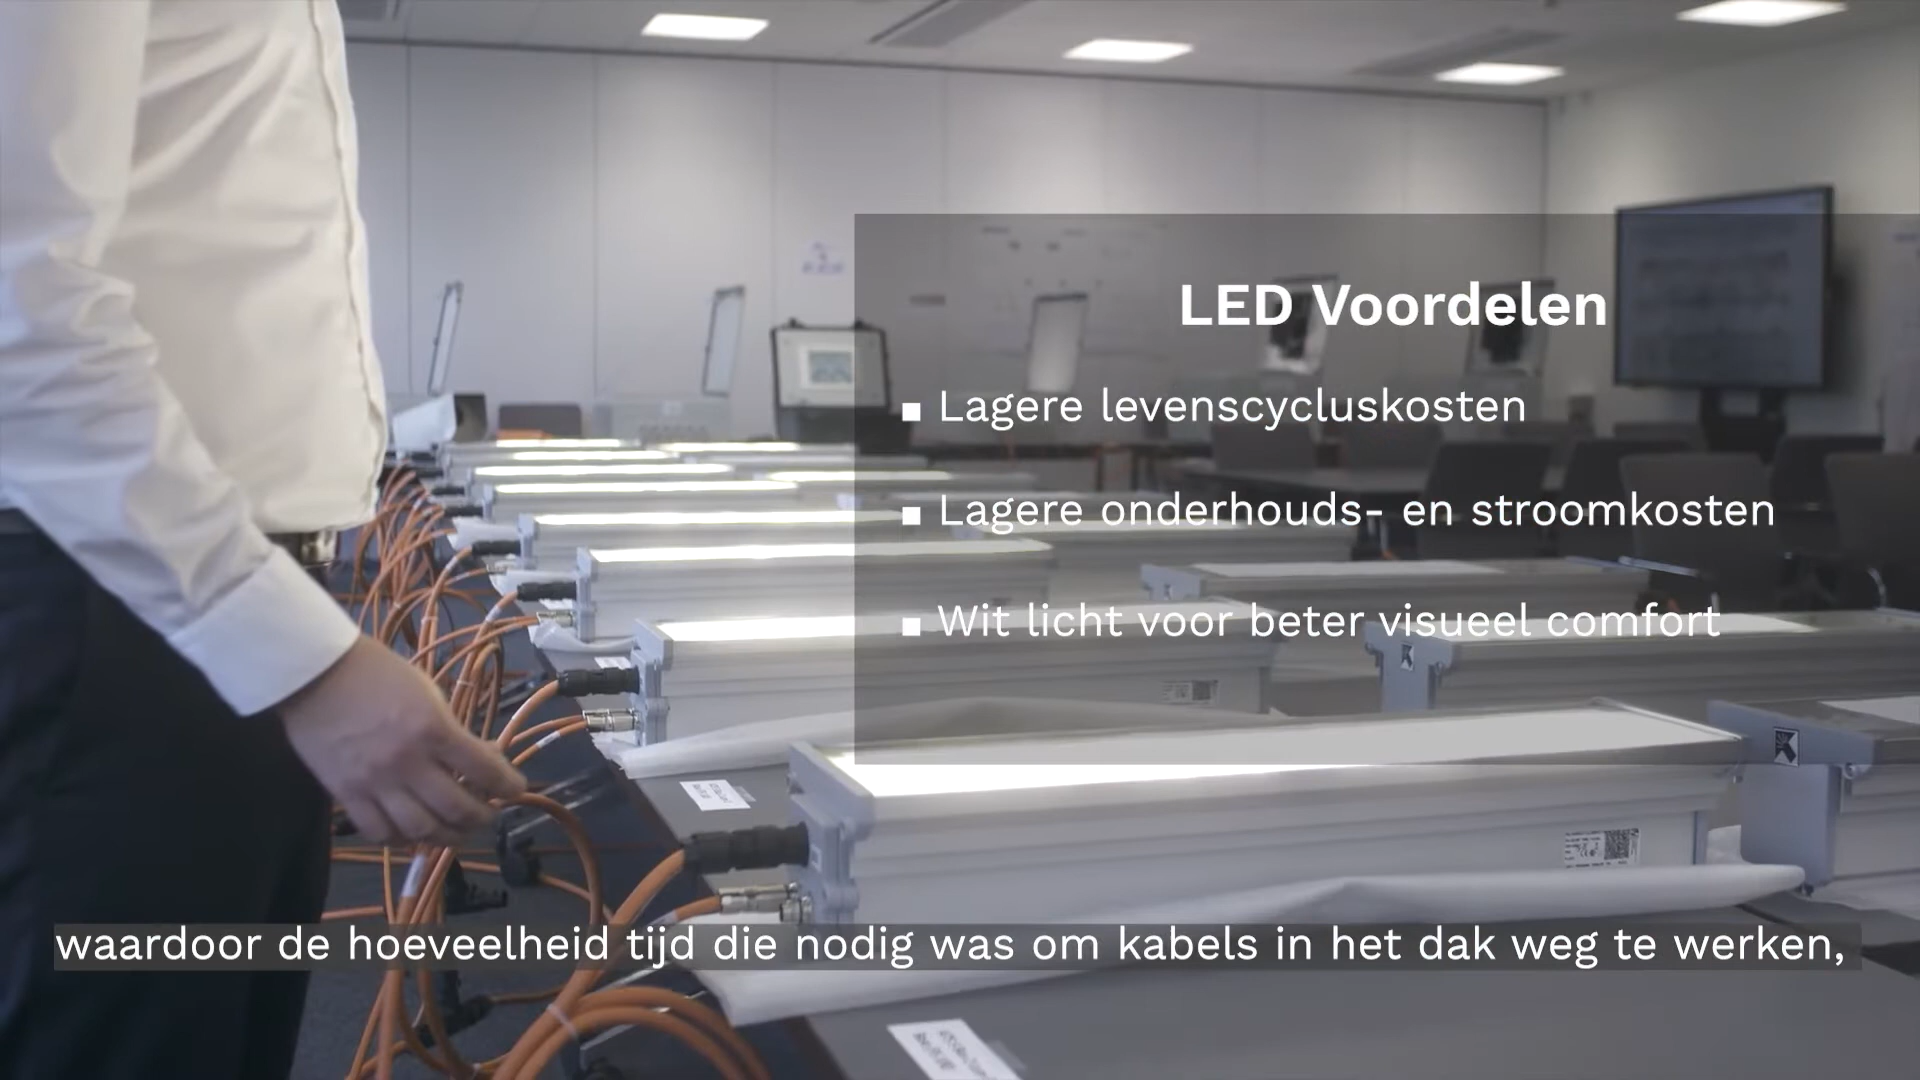 LED Voordelen
Lagere levenscycluskosten
Lagere onderhouds- en stroomkosten
Wit licht voor beter visueel comfort
waardoor de hoeveelheid tijd die nodig was om kabels in het dak weg te werken,